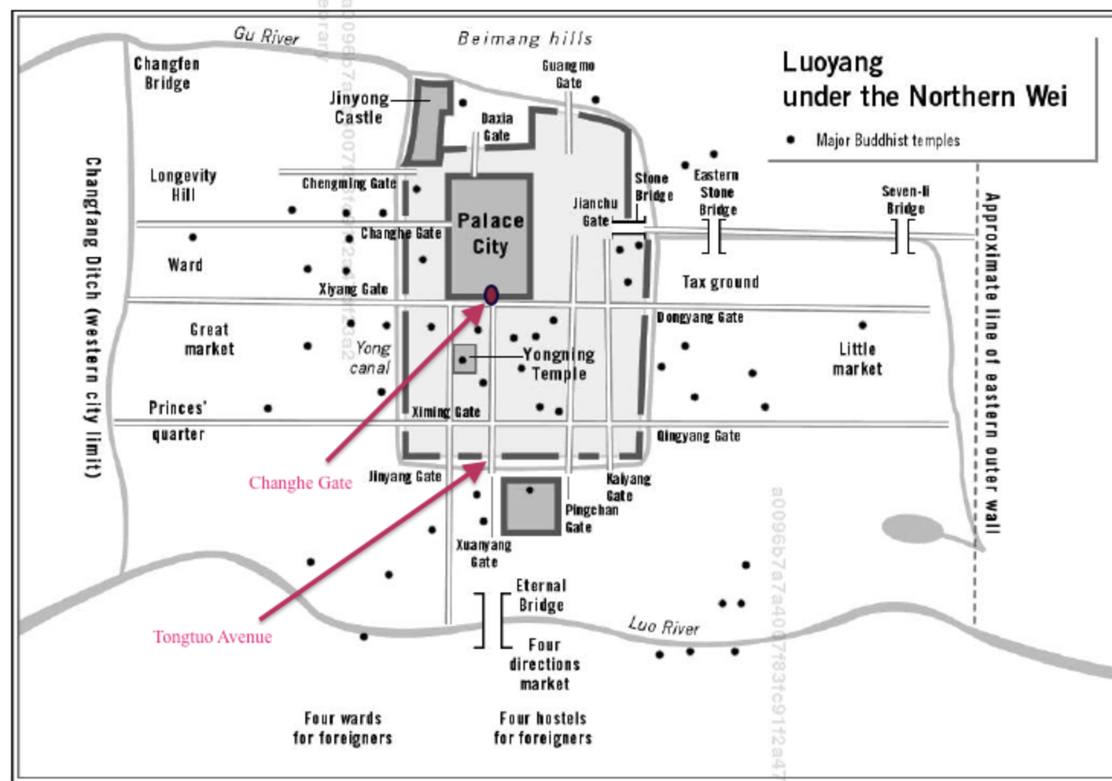 Luoyang
under the Northern Wei
Major Buddhist temples
Gu River
Beimang hills
Changfen
Bridge
Guangmo
Gate
Jinyong
Castle
Daxia
Gate
Changfang Ditch (western city limit)
Longevity
Hill
Chengming Gate
Stone
Bridge
Eastern
Stone
Bridge
Seven-li
Bridge
Approximate line of eastern outer wall
Jianchu
Gate
Palace
City
Changhe Gate
Ward
Xiyang Gate
Tax ground
Dongyang Gate
Great
market
Yong
canal
Yongning
Temple
Little
market
Princes'
quarter
Ximing Gate
Qingyang Gate
Changhe Gate
Jinyang Gate
Kaiyang
Gate
Pingchan
Gate
Xuanyang
Gate
Tongtuo Avenue
Eternal
Bridge
Luo River
Four
directions
market
Four wards
for foreigners
Four hostels
for foreigners